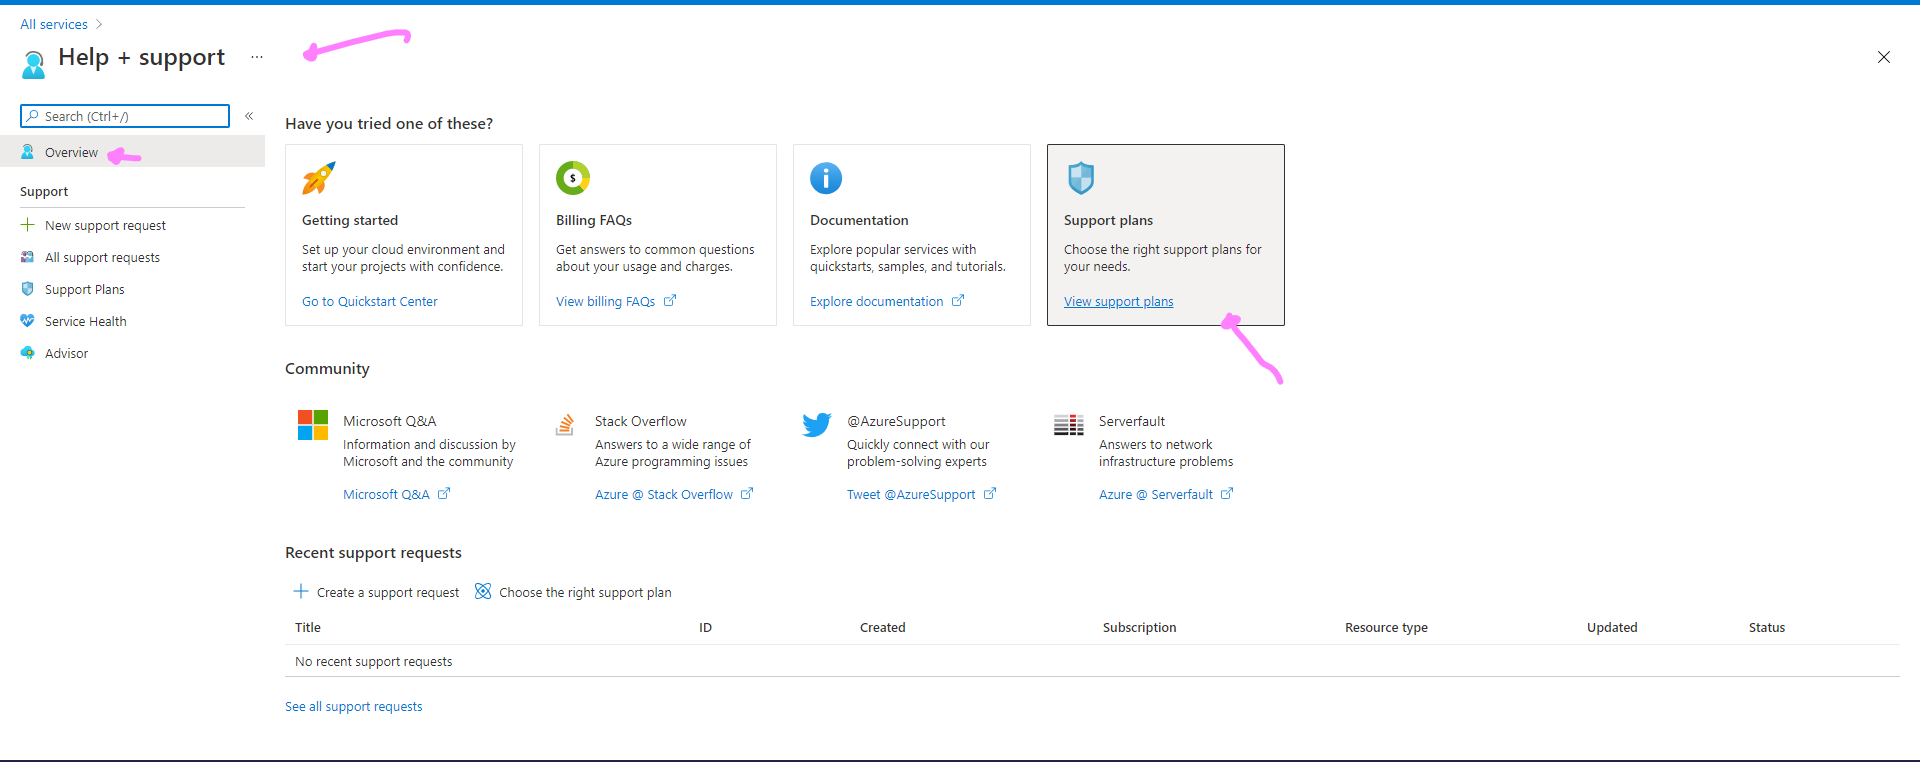 All services
Help + support
Search (Ctrl+/)
Overview
Support
New support request
All support requests
Support Plans
Service Health
Advisor
Have you tried one of these?
Getting started
Set up your cloud environment and
start your projects with confidence.
Go to Quickstart Center
Billing FAQs
Get answers to common questions
about your usage and charges.
View billing FAQs
Documentation
Explore popular services with
quickstarts, samples, and tutorials.
Explore documentation
Support plans
Choose the right support plans for
your needs.
View support plans
Community
Microsoft Q&A
Information and discussion by
Microsoft and the community
Microsoft Q&A
Stack Overflow
Answers to a wide range of
Azure programming issues
Azure @ Stack Overflow
@AzureSupport
Quickly connect with our
problem-solving experts
Tweet @AzureSupport
Serverfault
Answers to network
infrastructure problems
Azure @ Serverfault
Recent support requests
Create a support request Choose the right support plan
Title ID Created Subscription Resource type Updated Status
No recent support requests
See all support requests